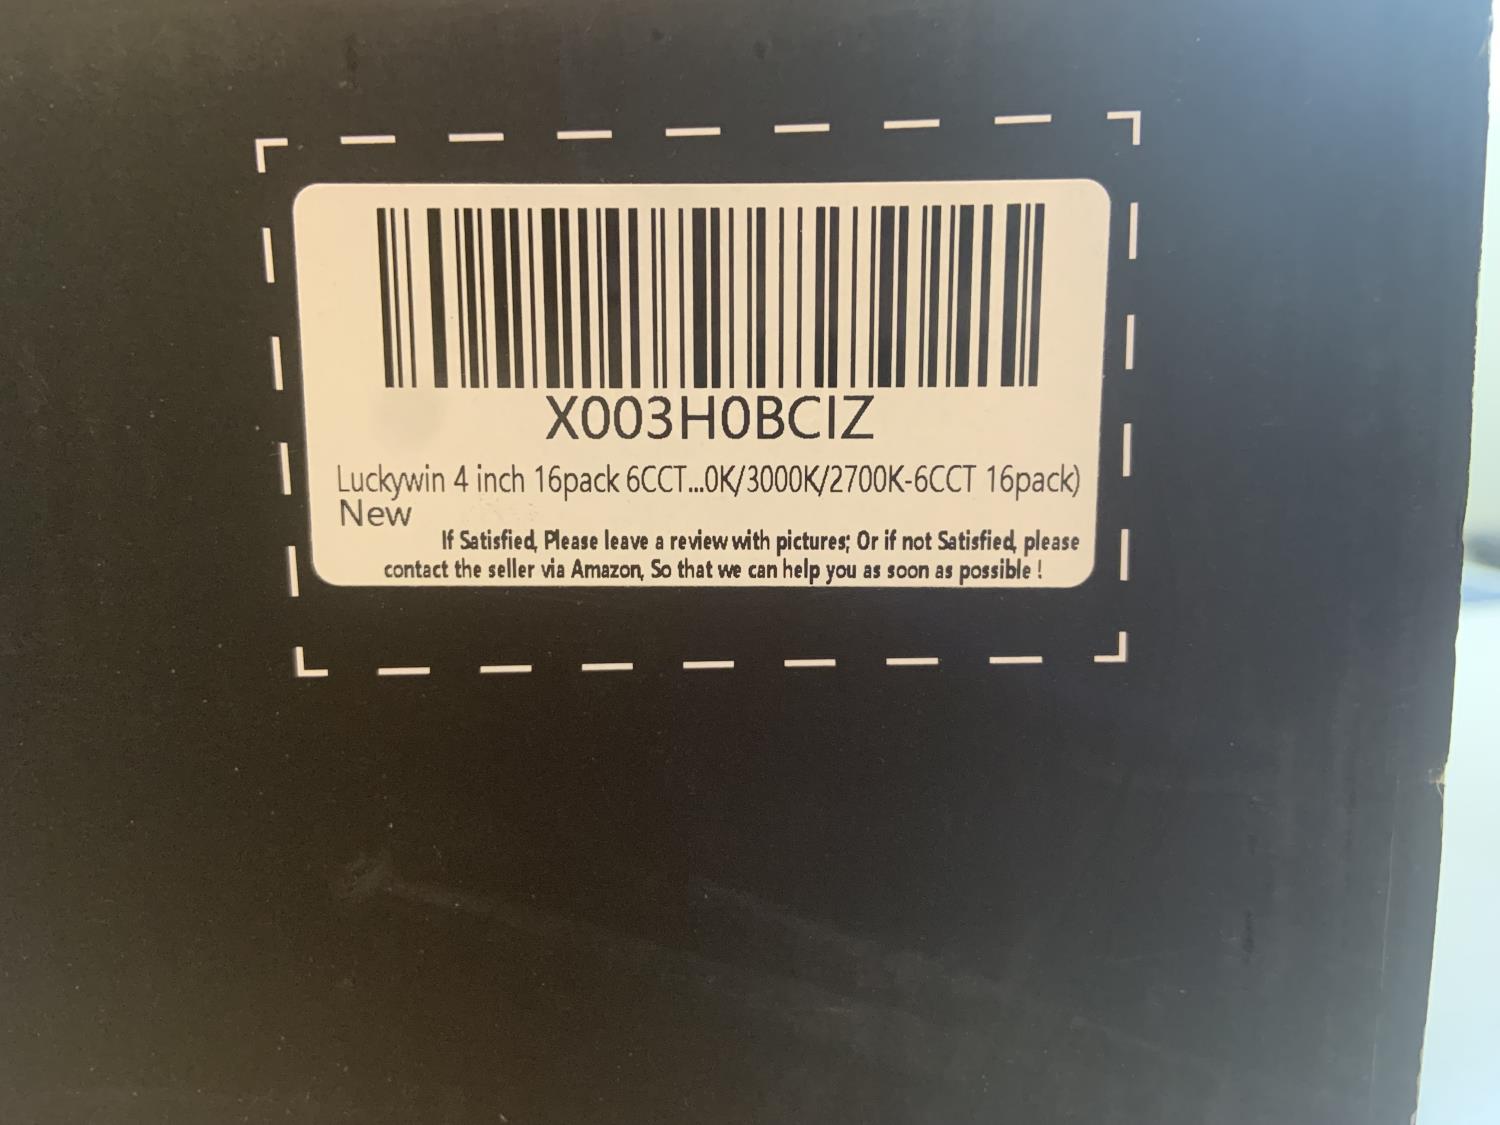 X003H0BCIZ
Luckywin 4 inch 16pack 6CCT...0K/3000K/2700K-6CCT 16pack)
New
If Satisfied, Please leave a review with pictures; Or if not Satisfied, please
contact the seller via Amazon, So that we can help you as soon as possible !